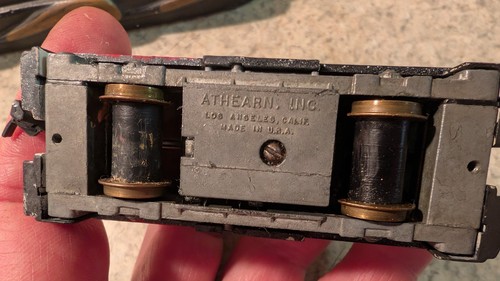 ATHEARN, INC.
LOS ANGELES, CALIF.
MADE IN U.S.A.